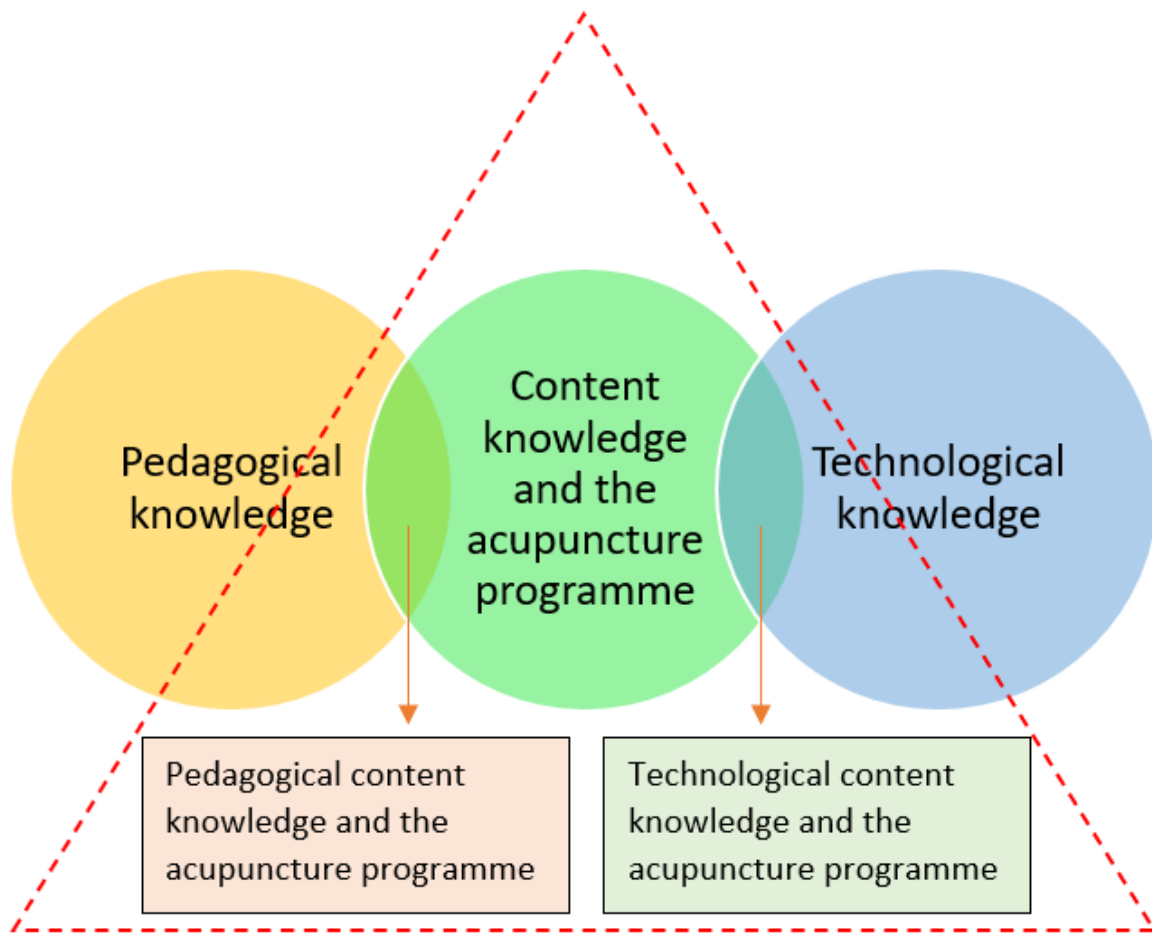 Pedagogical
knowledge
Content
knowledge
and the
acupuncture
programme
Technological
knowledge
Pedagogical content
knowledge and the
acupuncture programme
Technological content
knowledge and the
acupuncture programme